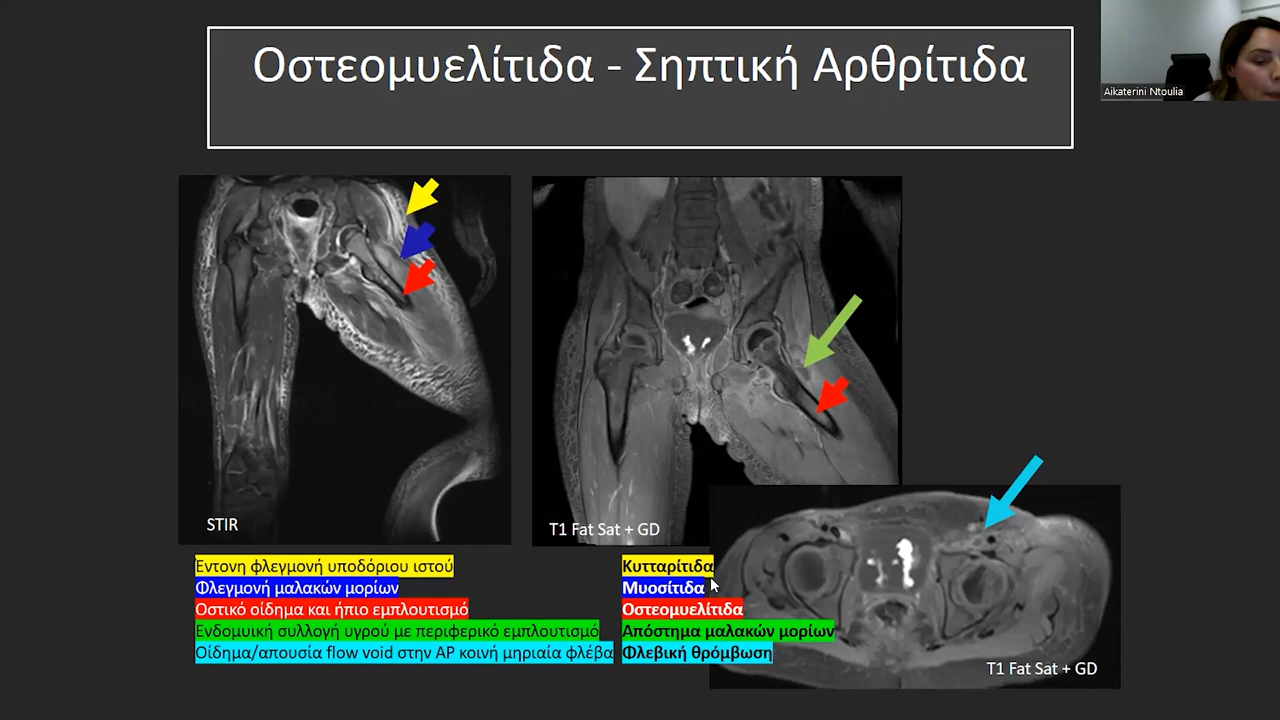 Οστεομυελίτιδα - Σηπτική Αρθρίτιδα
Aikaterini Ntoulia
STIR
T1 Fat Sat + GD
T1 Fat Sat + GD
Έντονη φλεγμονή υποδόριου ιστού
Φλεγμονή μαλακών μορίων
Οστικό οίδημα και ήπιο εμπλουτισμό
Ενδομυική συλλογή υγρού με περιφερικό εμπλουτισμό
Οίδημα/απουσία flow void στην ΑΡ κοινή μηριαία φλέβα
Κυτταρίτιδα
Μυοσίτιδα
Οστεομυελίτιδα
Απόστημα μαλακών μορίων
Φλεβική θρόμβωση